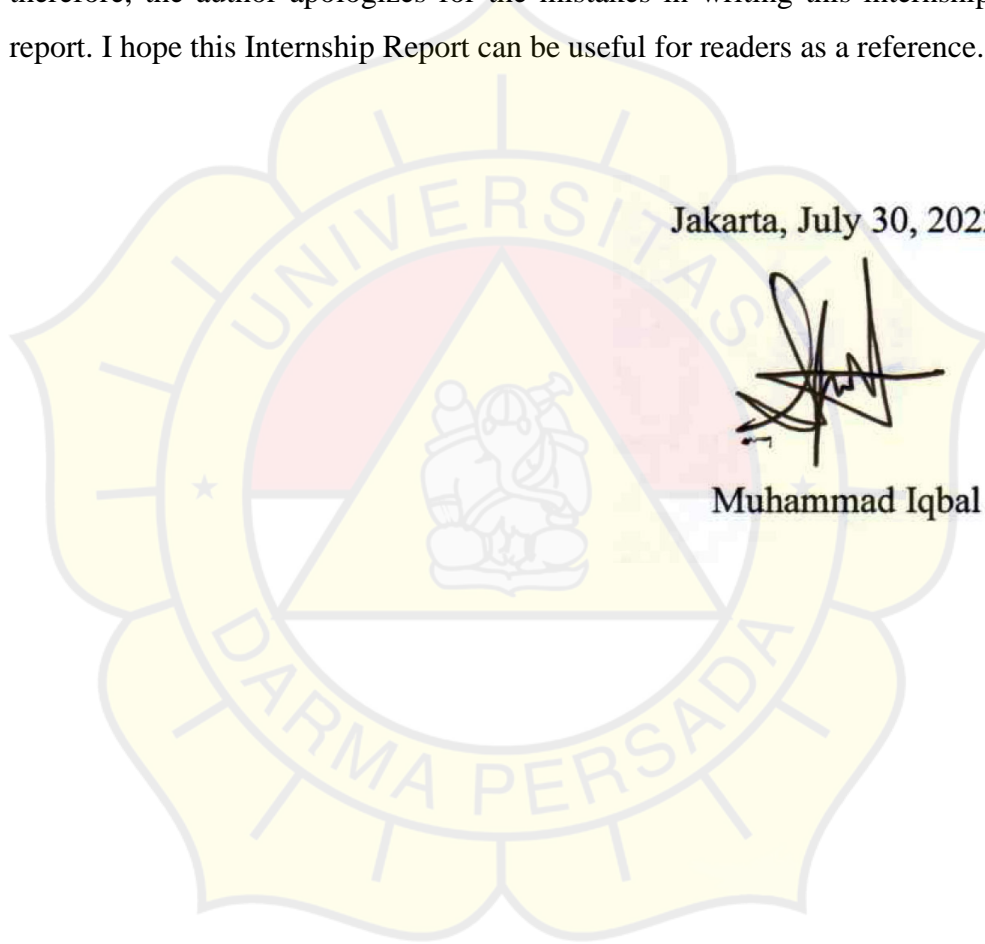 therefore, the author apologizes for the mistakes in writing this internship
report. I hope this Internship Report can be useful for readers as a reference.
UNIVERSITAS
Jakarta, July 30,
Muhammad Iqbal
DARMA PERSADA